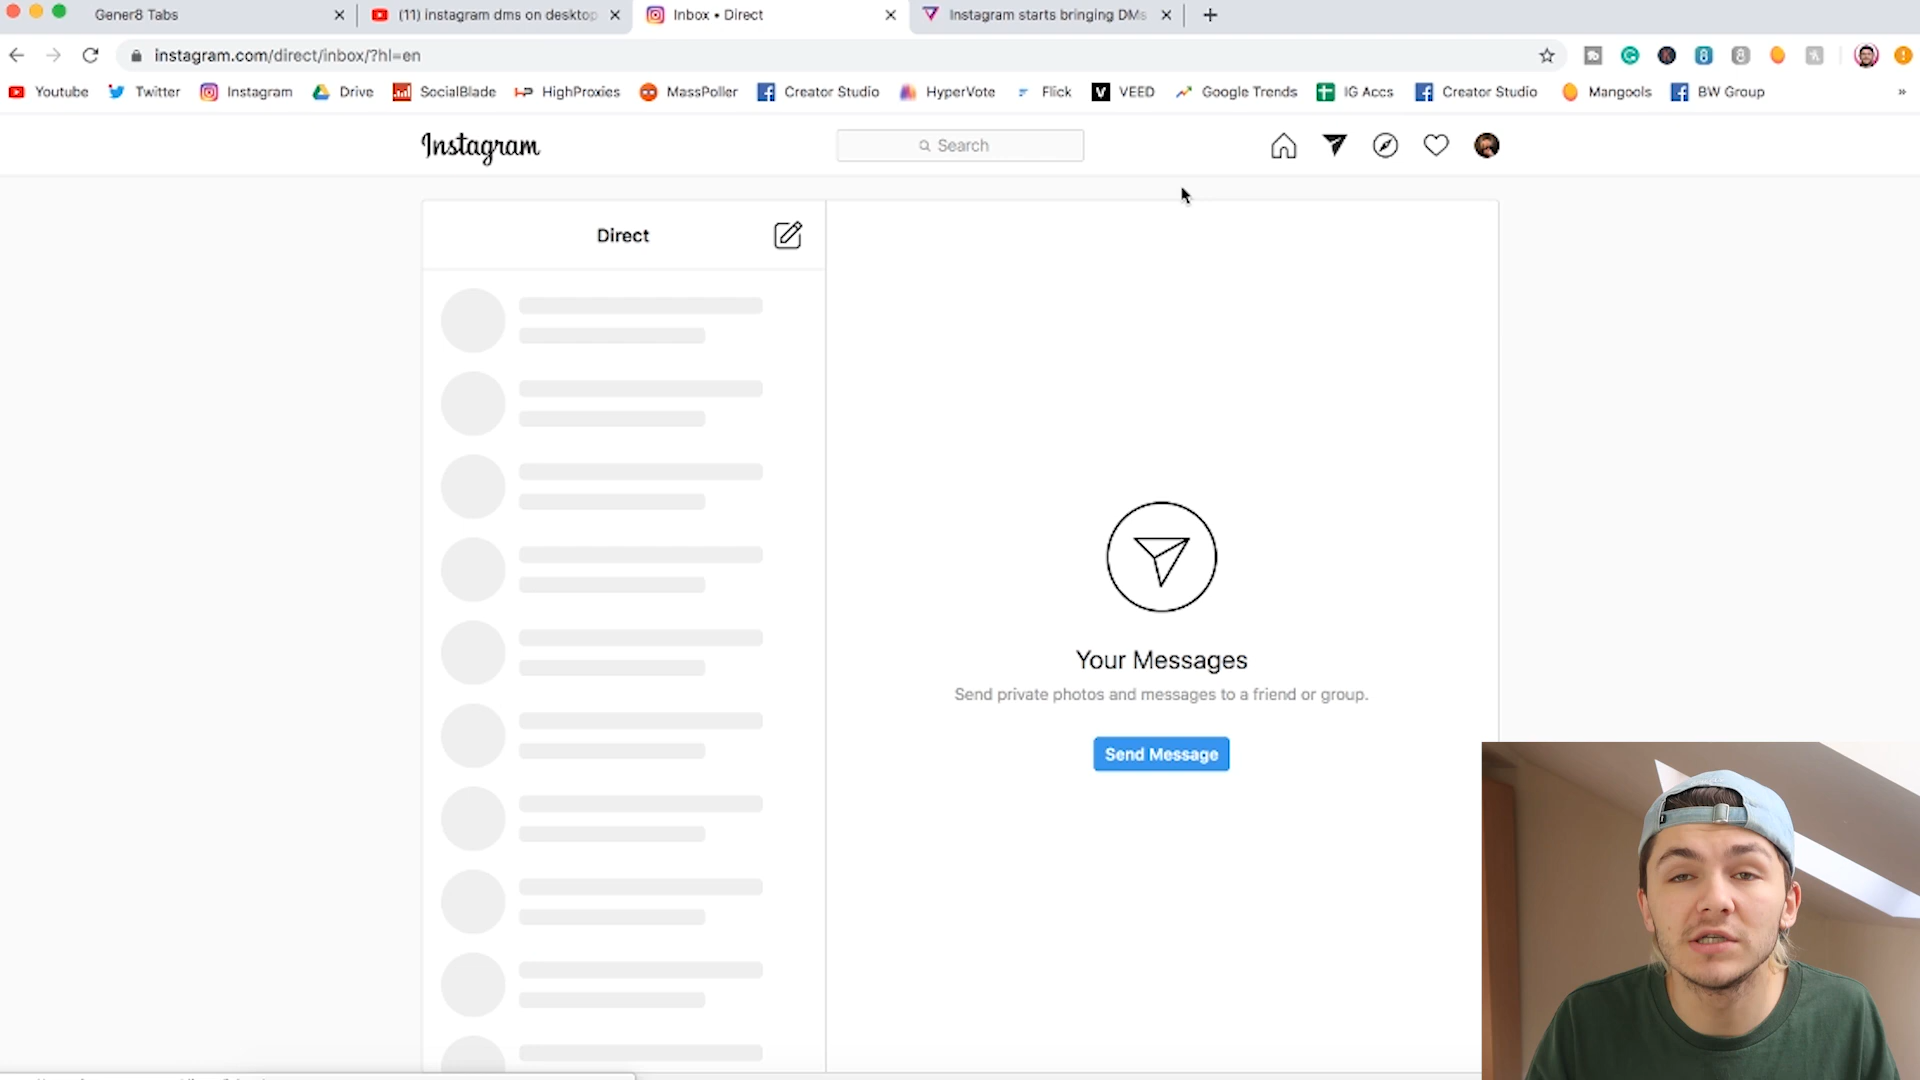 Gener8 Tabs
(11) instagram dms on desktop
Inbox • Direct
Instagram starts bringing DMs
instagram.com/direct/inbox/?hl=en
Youtube
Twitter
Instagram
Drive
SocialBlade
HighProxies
MassPoller
Creator Studio
HyperVote
Flick
VEED
Google Trends
IG Accs
Creator Studio
Mangools
BW Group
»
Instagram
Search
Direct
Your Messages
Send private photos and messages to a friend or group.
Send Message